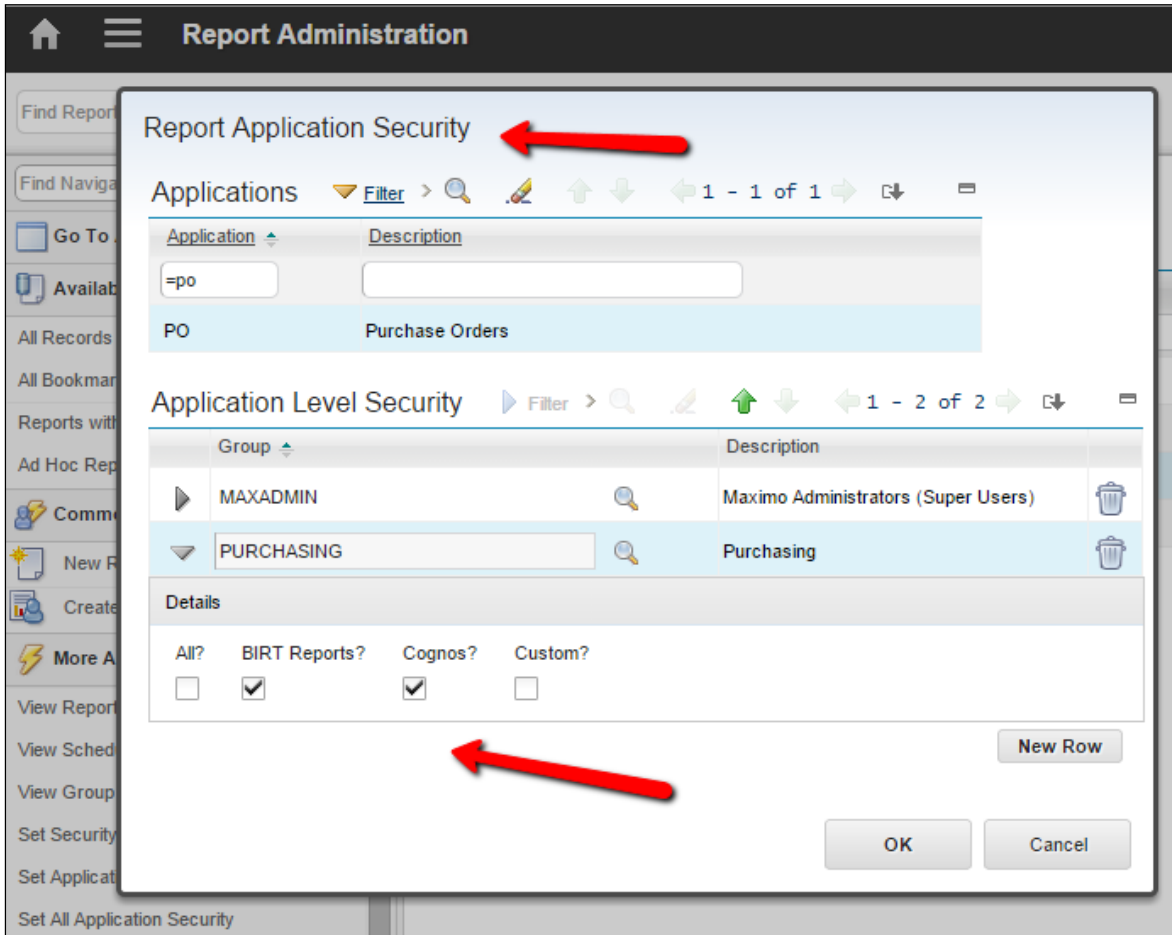 Report Administration
Find Report
Report Application Security
Find Naviga
Applications Filter > 1 - 1 of 1
Go To
Application Description
Availab
=po
All Records
PO Purchase Orders
All Bookmar
Application Level Security Filter > 1 - 2 of 2
Reports with
Group Description
Ad Hoc Rep
MAXADMIN Maximo Administrators (Super Users)
Commo
PURCHASING Purchasing
New R
Create
Details
All? BIRT Reports? Cognos? Custom?
More A
View Report
View Sched
New Row
View Group
Set Security
OK Cancel
Set Applicat
Set All Application Security